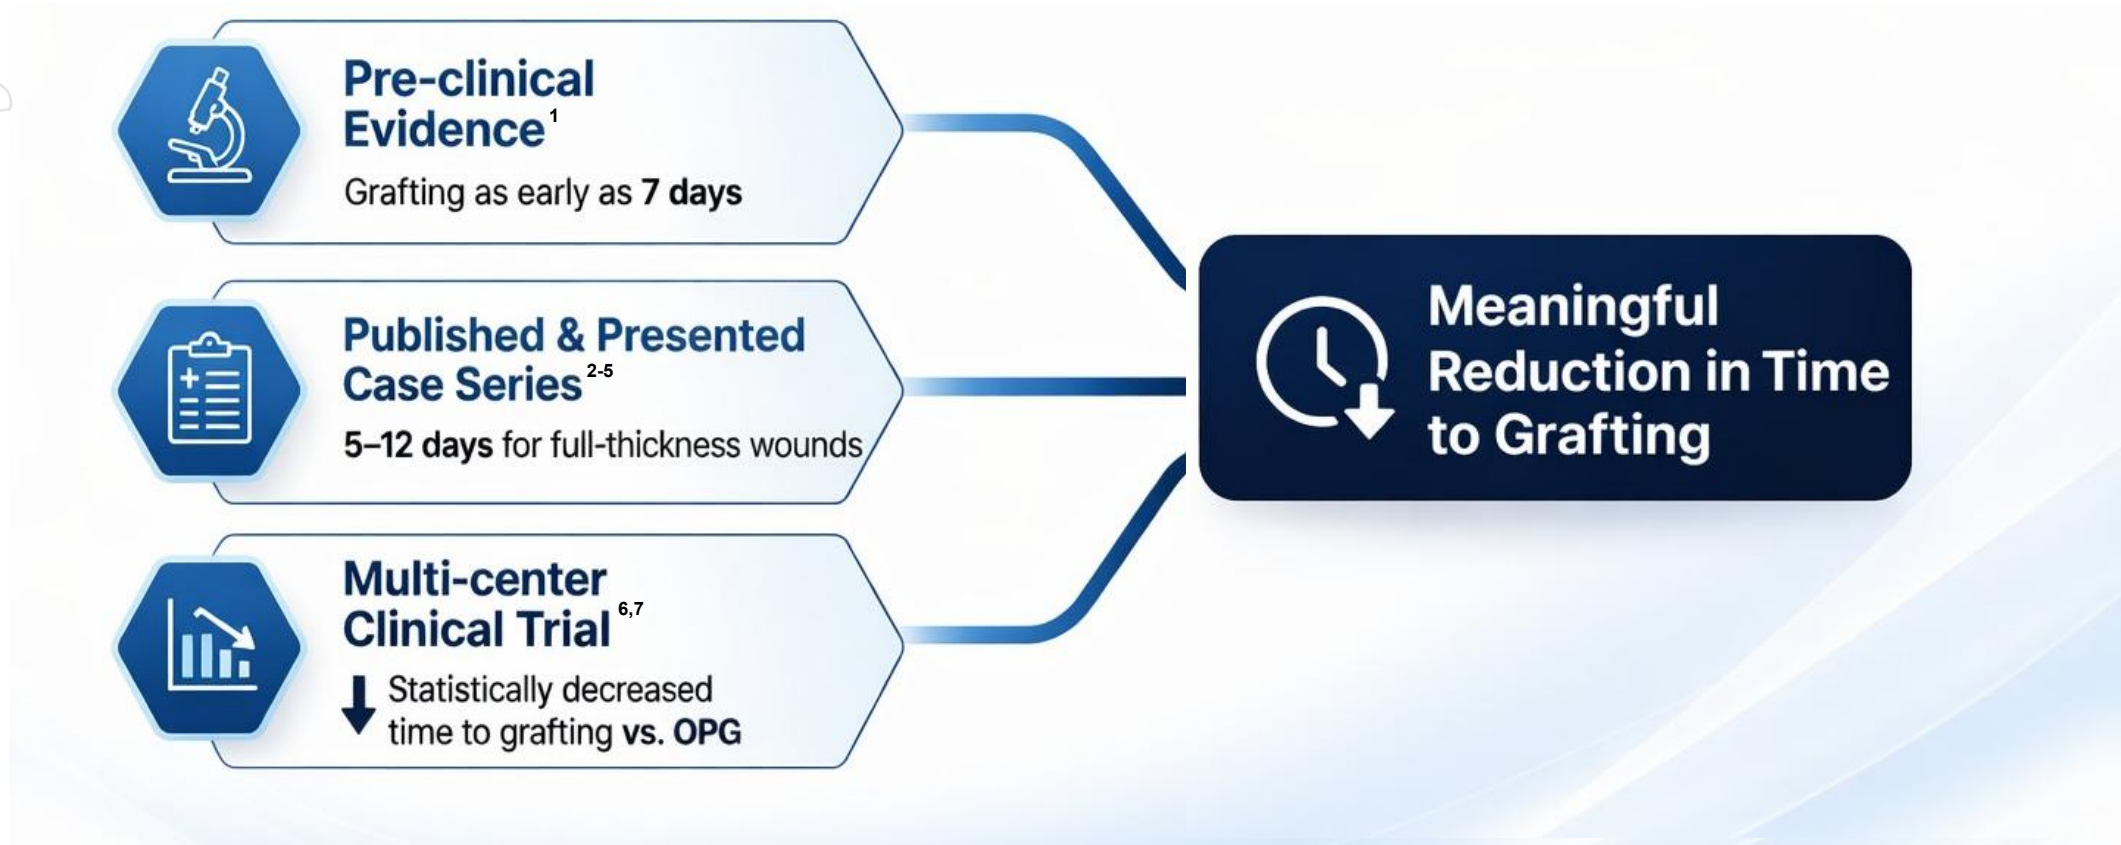 Pre-clinical
Evidence1
Grafting as early as 7 days
Published & Presented
Case Series2-5
5–12 days for full-thickness wounds
Multi-center
Clinical Trial6,7
Statistically decreased
time to grafting vs. OPG
Meaningful
Reduction in Time
to Grafting